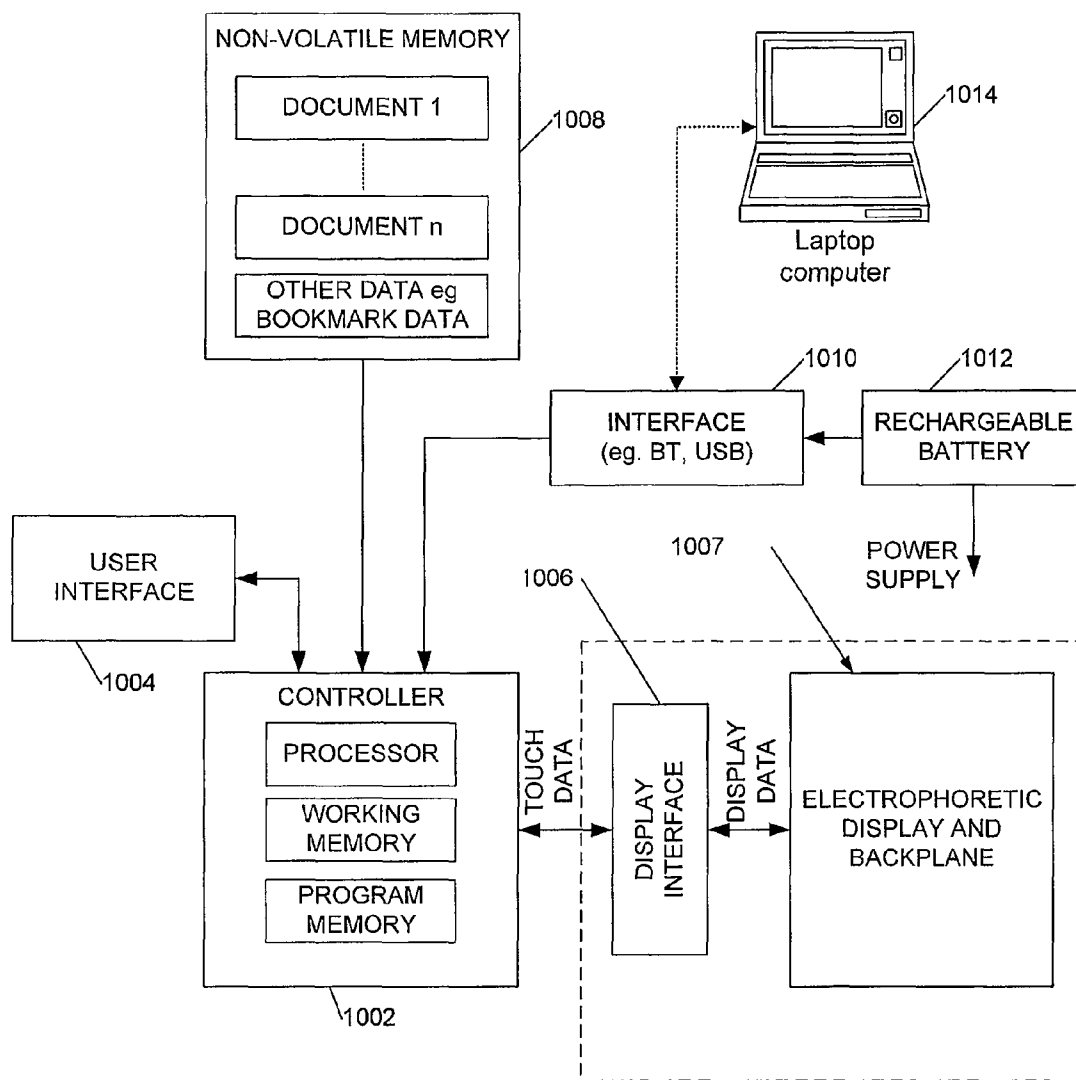 NON-VOLATILE MEMORY
DOCUMENT 1
1008
DOCUMENT n
OTHER DATA eg
BOOKMARK DATA
1014
Laptop
computer
1010
1012
INTERFACE
(eg. BT, USB)
RECHARGEABLE
BATTERY
POWER
SUPPLY
USER
INTERFACE
1004
1007
1006
CONTROLLER
PROCESSOR
WORKING
MEMORY
PROGRAM
MEMORY
1002
TOUCH
DATA
DISPLAY
INTERFACE
DISPLAY
DATA
ELECTROPHORETIC
DISPLAY AND
BACKPLANE